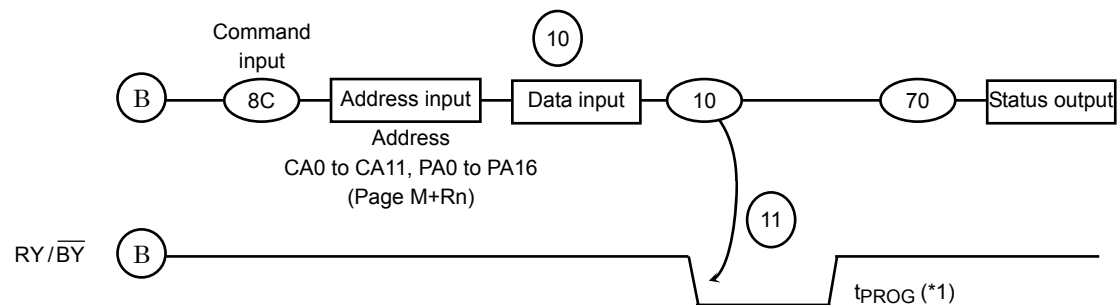 Command
input
10
B
8C
Address input
Data input
10
70
Status output
Address
CA0 to CA11, PA0 to PA16
(Page M+Rn)
11
RY/BY
B
tPROG (*1)